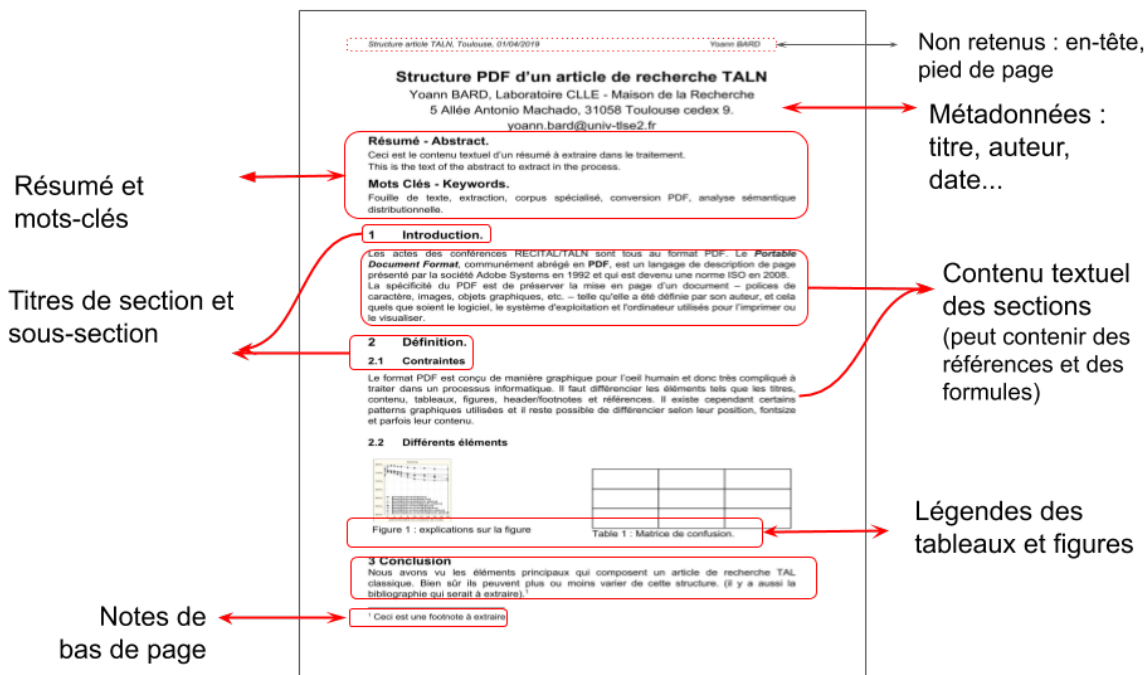 Structure article TALN, Toulouse, 01/04/2019
Yoann BARD
Non retenus : en-tête,
pied de page
Structure PDF d'un article de recherche TALN
Yoann BARD, Laboratoire CLLE - Maison de la Recherche
5 Allée Antonio Machado, 31058 Toulouse cedex 9.
yoann.bard@univ-tlse2.fr
Métadonnées :
titre, auteur,
date...
Résumé et
mots-clés
Résumé - Abstract.
Ceci est le contenu textuel d'un résumé à extraire dans le traitement.
This is the text of the abstract to extract in the process.
Mots Clés - Keywords.
Fouille de texte, extraction, corpus spécialisé, conversion PDF, analyse sémantique
distributionnelle.
Titres de section et
sous-section
1 Introduction.
Les actes des conférences RECITAL/TALN sont tous au format PDF. Le Portable
Document Format, communément abrégé en PDF, est un langage de description de page
présenté par la société Adobe Systems en 1992 et qui est devenu une norme ISO en 2008.
La spécificité du PDF est de préserver la mise en page d'un document – polices de
caractère, images, objets graphiques, etc. – telle qu'elle a été définie par son auteur, et cela
quels que soient le logiciel, le système d'exploitation et l'ordinateur utilisés pour l'imprimer ou
le visualiser.
Contenu textuel
des sections
(peut contenir des
références et des
formules)
2 Définition.
2.1 Contraintes
Le format PDF est conçu de manière graphique pour l'oeil humain et donc très compliqué à
traiter dans un processus informatique. Il faut différencier les éléments tels que les titres,
contenu, tableaux, figures, header/footnotes et références. Il existe cependant certains
patterns graphiques utilisées et il reste possible de différencier selon leur position, fontsize
et parfois leur contenu.
2.2 Différents éléments
Figure 1 : explications sur la figure
Table 1 : Matrice de confusion.
Légendes des
tableaux et figures
3 Conclusion
Nous avons vu les éléments principaux qui composent un article de recherche TAL
classique. Bien sûr ils peuvent plus ou moins varier de cette structure. (il y a aussi la
bibliographie qui serait à extraire).¹
Notes de
bas de page
¹ Ceci est une footnote à extraire